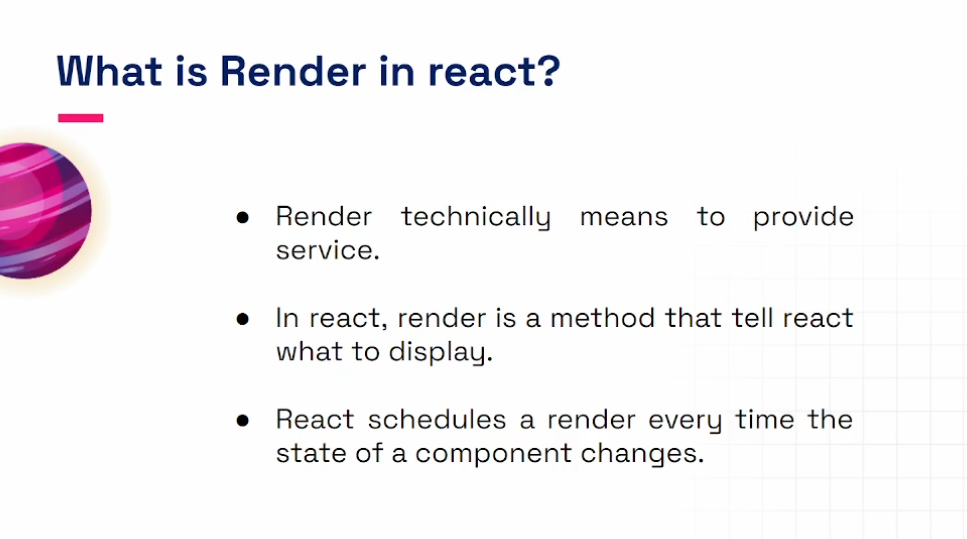 What is Render in react?
● Render technically means to provide
service.
● In react, render is a method that tell react
what to display.
● React schedules a render every time the
state of a component changes.